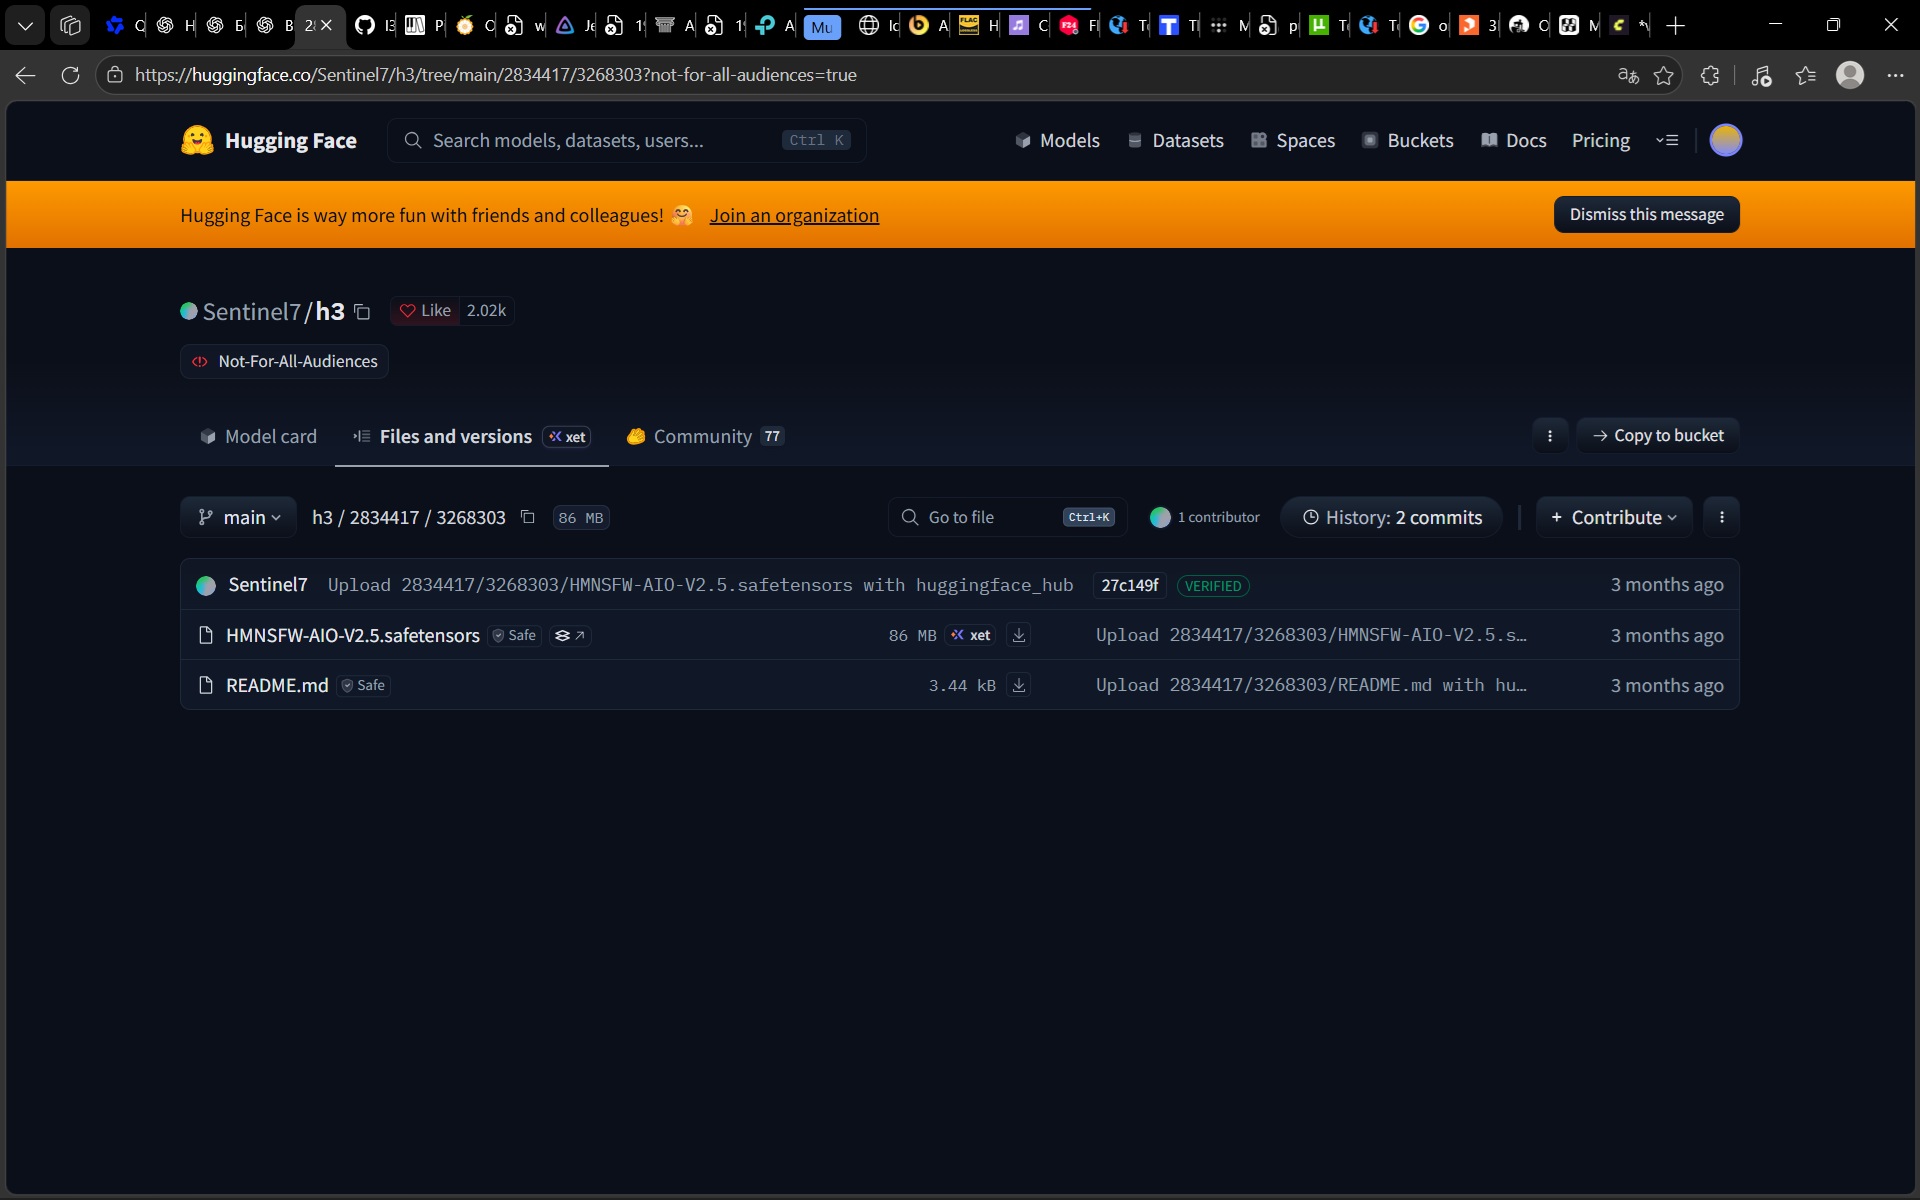 https://huggingface.co/Sentinel7/h3/tree/main/2834417/3268303?not-for-all-audiences=true
Hugging Face
Search models, datasets, users...
Ctrl K
Models
Datasets
Spaces
Buckets
Docs
Pricing
Hugging Face is way more fun with friends and colleagues! 🤗 Join an organization
Dismiss this message
Sentinel7/h3
Like 2.02k
Not-For-All-Audiences
Model card
Files and versions
xet
Community 77
Copy to bucket
main
h3 / 2834417 / 3268303
86 MB
Go to file
Ctrl+K
1 contributor
History: 2 commits
+ Contribute
Sentinel7 Upload 2834417/3268303/HMNSFW-AIO-V2.5.safetensors with huggingface_hub 27c149f VERIFIED 3 months ago
HMNSFW-AIO-V2.5.safetensors Safe 86 MB xet Upload 2834417/3268303/HMNSFW-AIO-V2.5.s... 3 months ago
README.md Safe 3.44 kB Upload 2834417/3268303/README.md with hu... 3 months ago